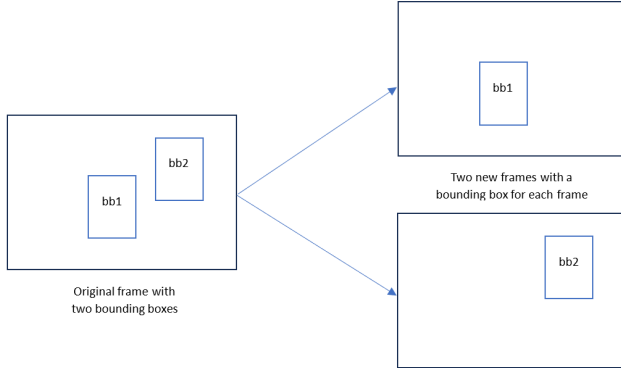 bb2
bb1
Original frame with
two bounding boxes
bb1
Two new frames with a
bounding box for each frame
bb2